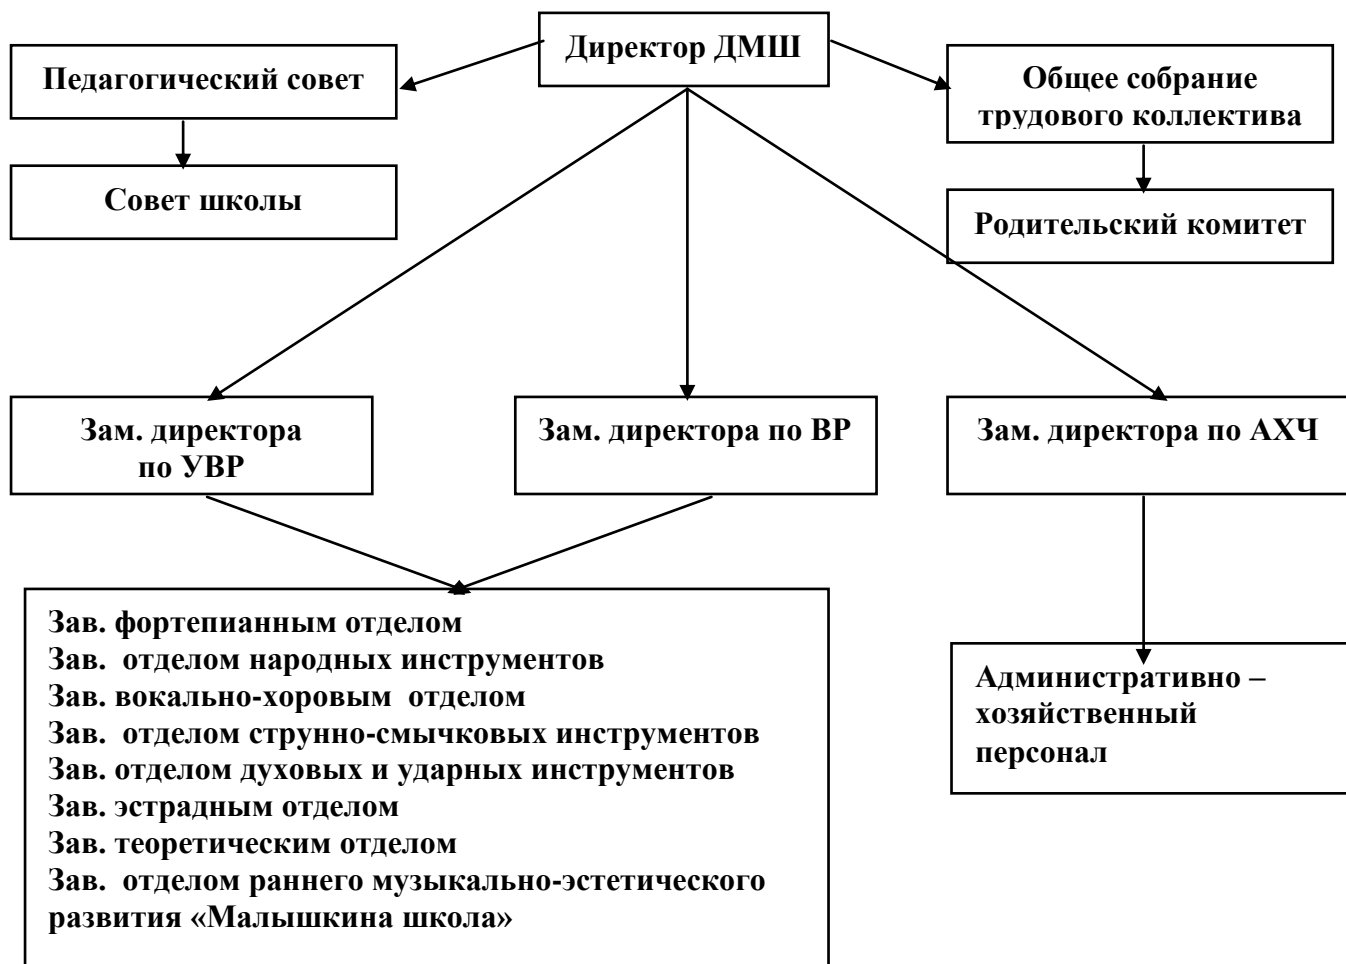 Директор ДМШ
Педагогический совет
Общее собрание
трудового коллектива
Совет школы
Родительский комитет
Зам. директора
по УВР
Зам. директора по ВР
Зам. директора по АХЧ
Зав. фортепианным отделом
Зав.  отделом народных инструментов
Зав. вокально-хоровым  отделом
Зав.  отделом струнно-смычковых инструментов
Зав. отделом духовых и ударных инструментов
Зав. эстрадным отделом
Зав. теоретическим отделом
Зав.  отделом раннего музыкально-эстетического
развития «Малышкина школа»
Административно –
хозяйственный
персонал